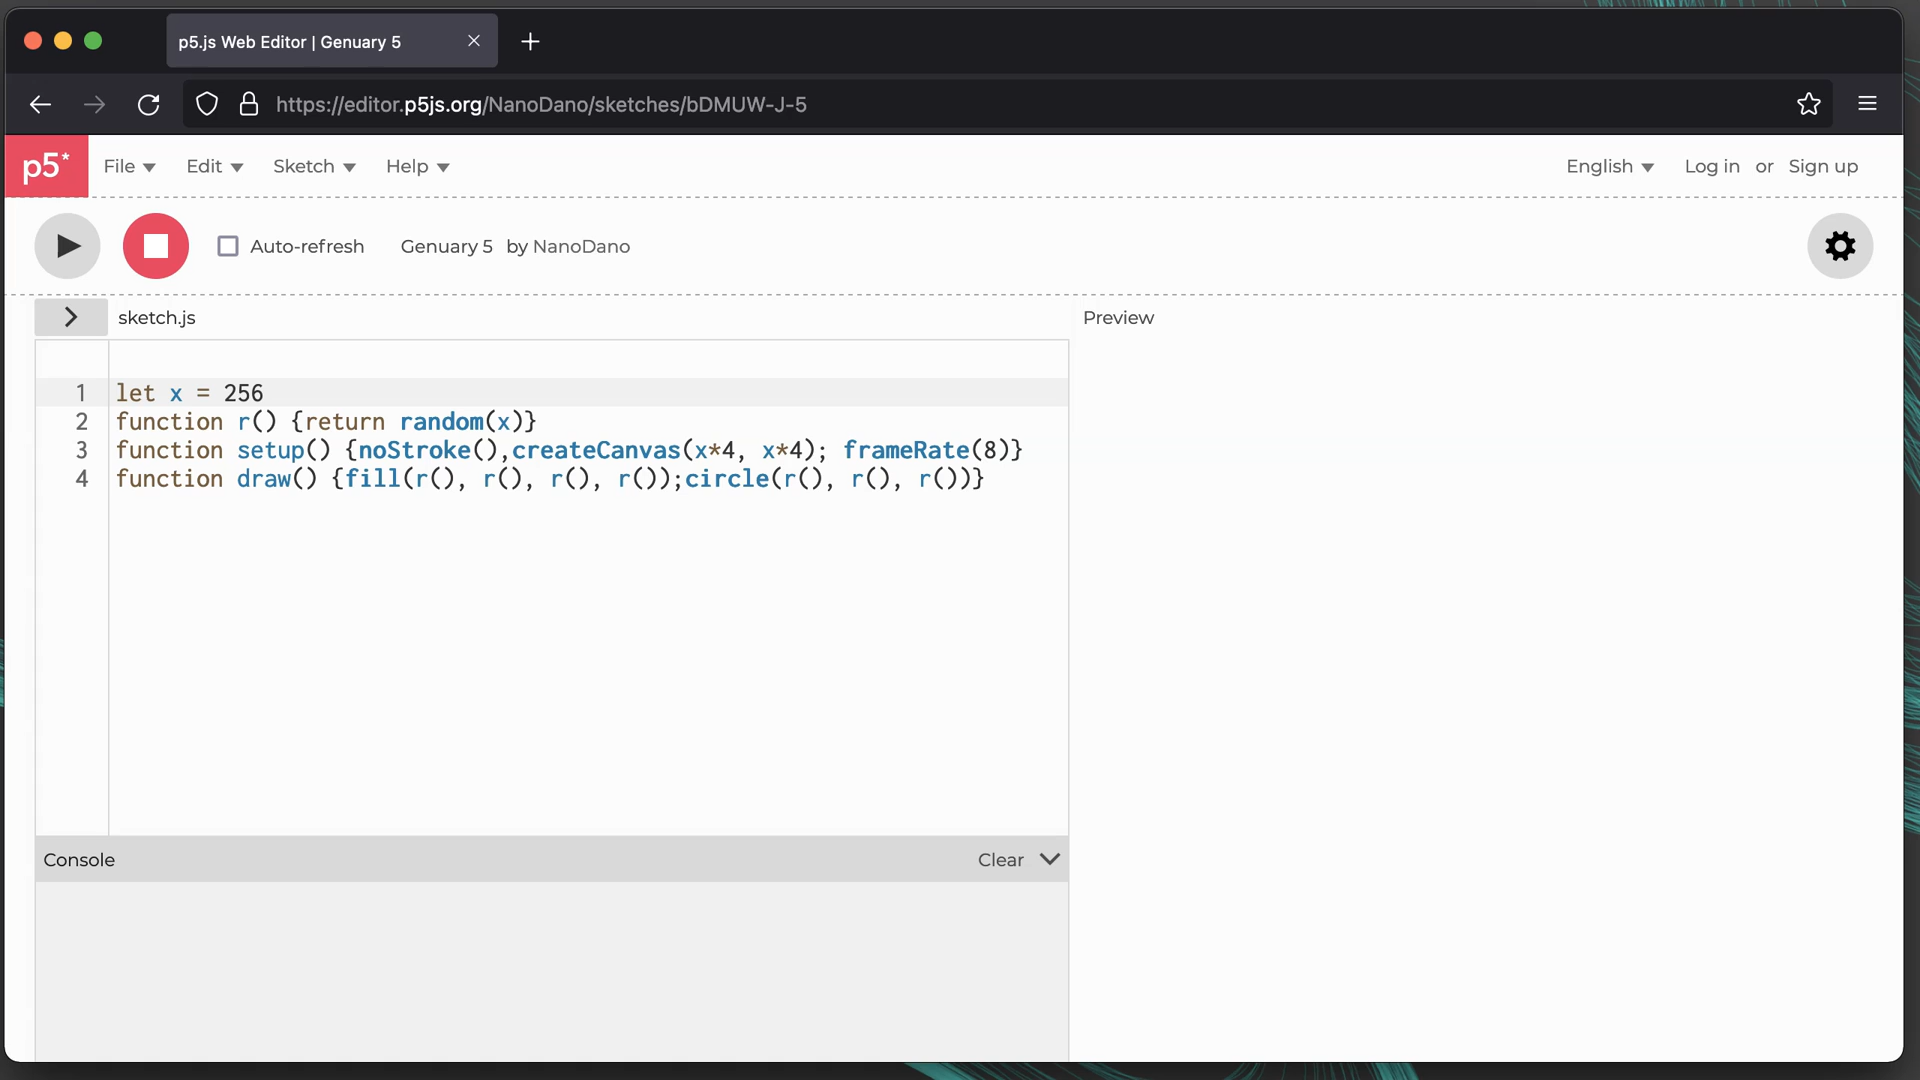 p5.js Web Editor | Genuary 5
https://editor.p5js.org/NanoDano/sketches/bDMUW-J-5
p5* File Edit Sketch Help English Log in or Sign up
Auto-refresh Genuary 5 by NanoDano
sketch.js Preview
1 let x = 256
2 function r() {return random(x)}
3 function setup() {noStroke(),createCanvas(x*4, x*4); frameRate(8)}
4 function draw() {fill(r(), r(), r(), r());circle(r(), r(), r())}
Console Clear